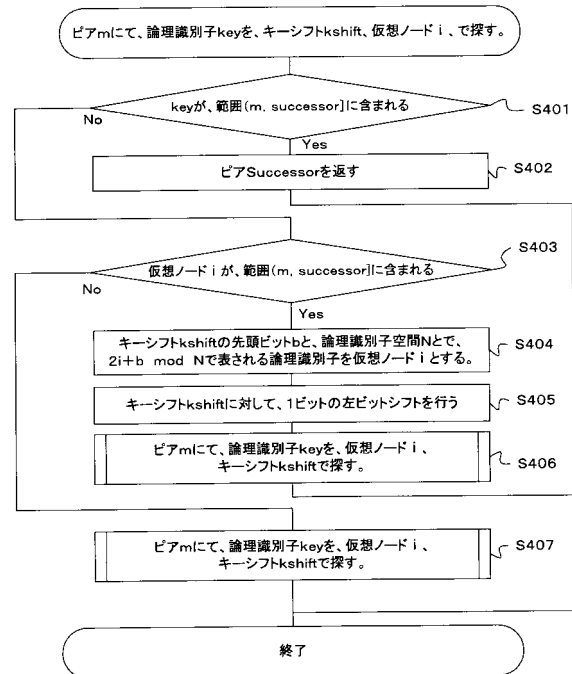 ピアmにて、論理識別子keyを、キーシフトkshift、仮想ノードi、で探す。
keyが、範囲(m, successor]に含まれる
S401
No
Yes
ピアSuccessorを返す
S402
仮想ノードiが、範囲(m, successor]に含まれる
S403
No
Yes
キーシフトkshiftの先頭ビットbと、論理識別子空間Nとで、
2i+b mod Nで表される論理識別子を仮想ノードiとする。
S404
キーシフトkshiftに対して、1ビットの左ビットシフトを行う
S405
ピアmにて、論理識別子keyを、仮想ノードi、
キーシフトkshiftで探す。
S406
ピアmにて、論理識別子keyを、仮想ノードi、
キーシフトkshiftで探す。
S407
終了